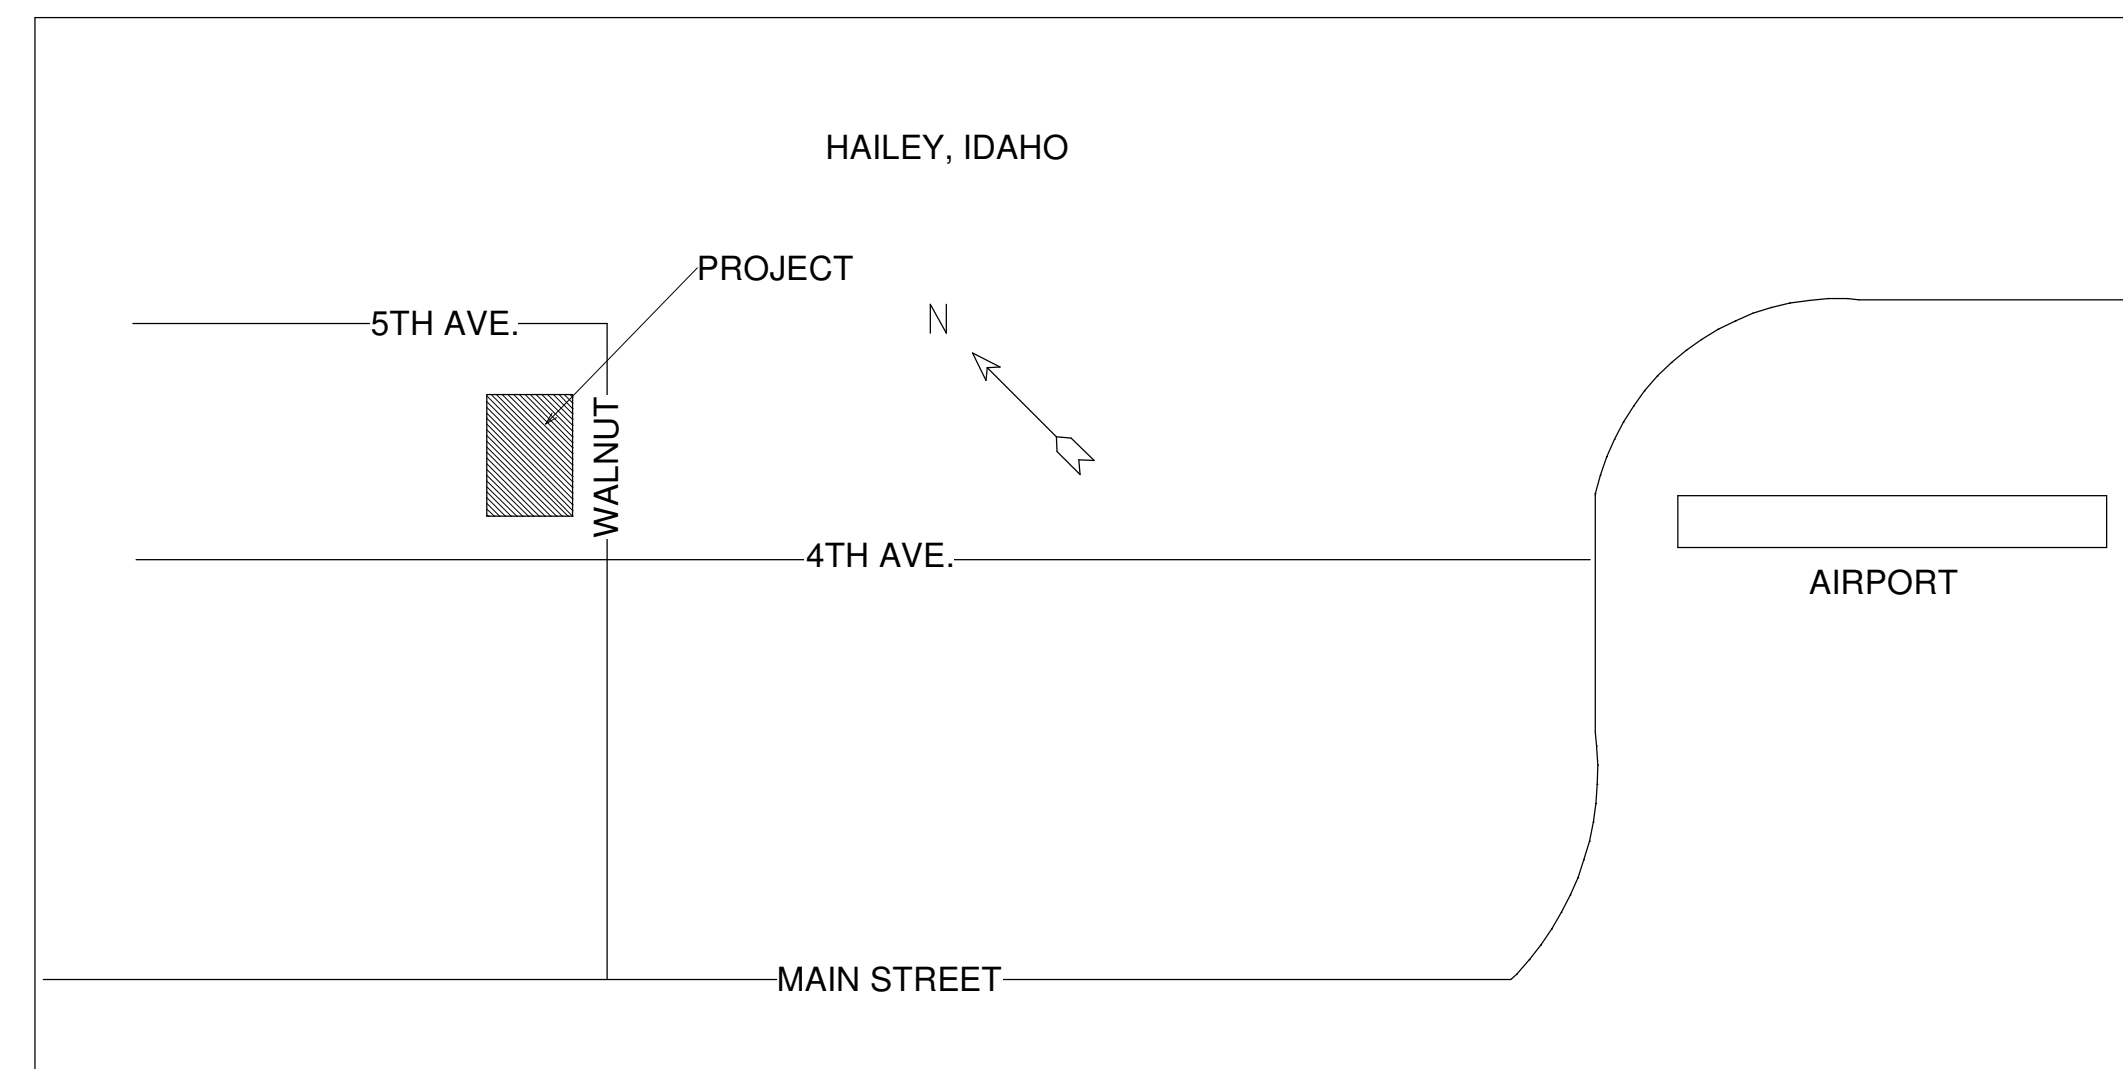 HAILEY, IDAHO
PROJECT
N
5TH AVE.
WALNUT
4TH AVE.
AIRPORT
MAIN STREET